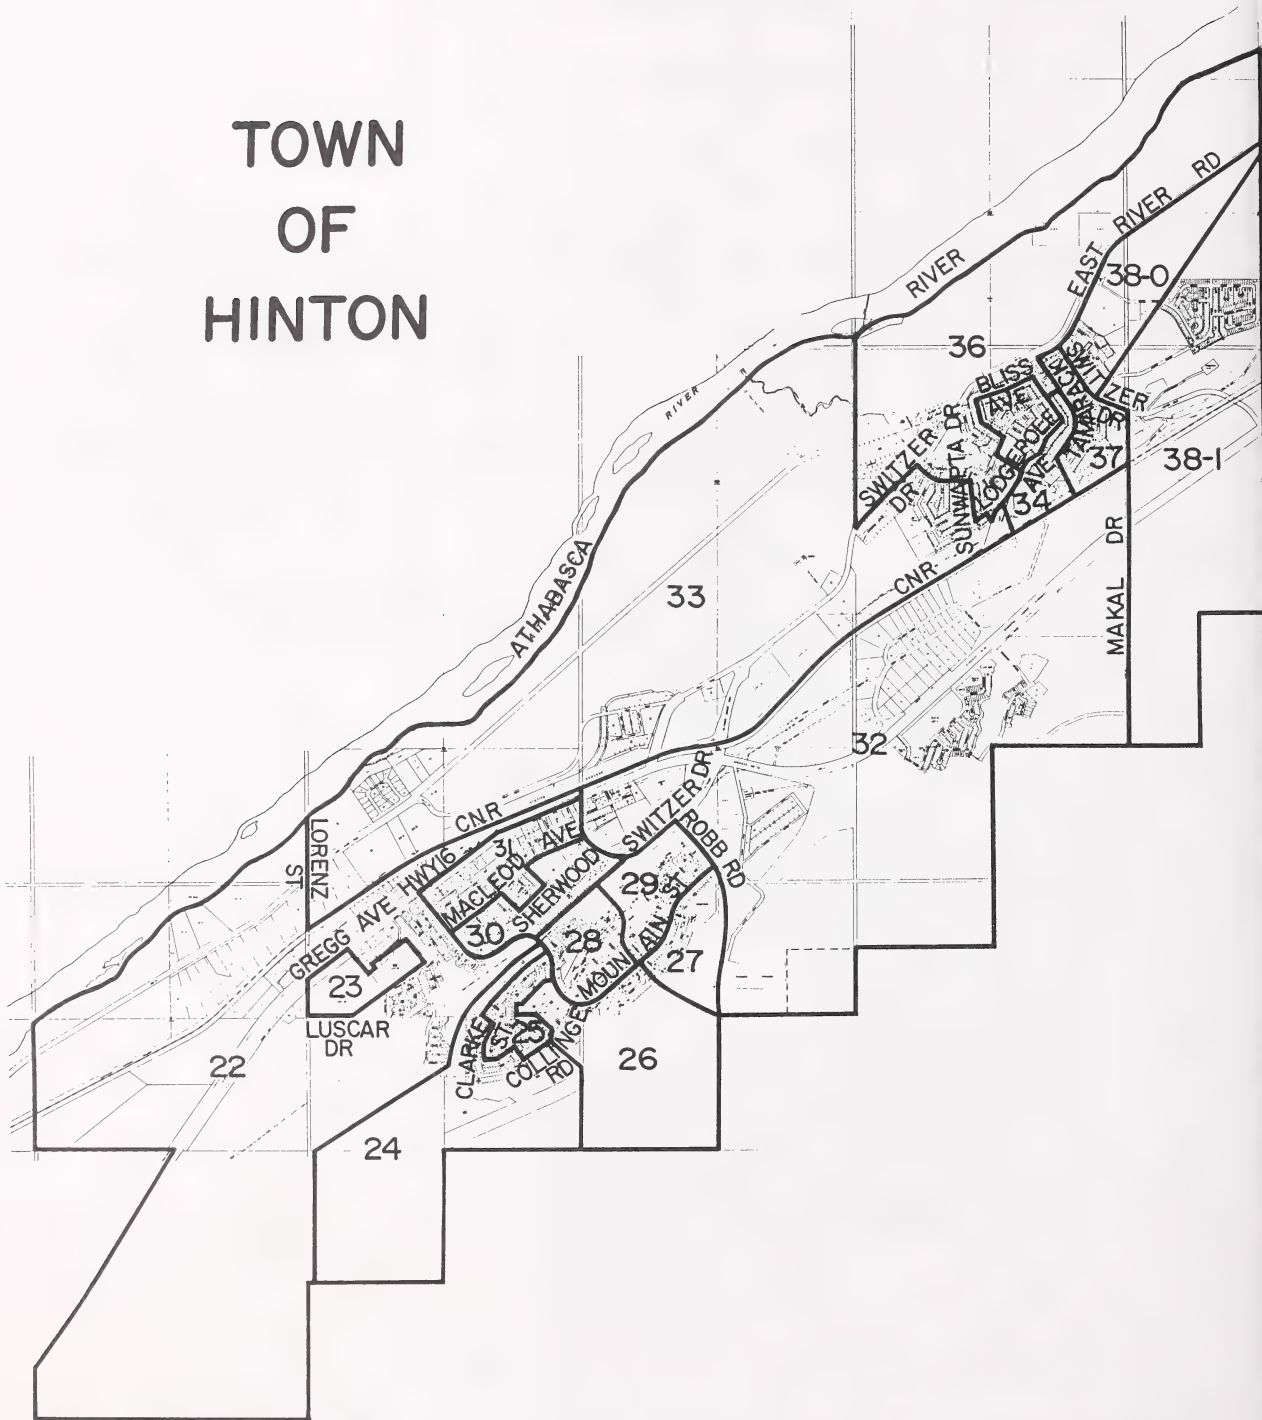 TOWN
OF
HINTON
RIVER
EAST RIVER RD
38-0
36
BLISS
AVE
SWITZER
DR
TAMARACK
LODGEPOLE
AVE
SUNWAPTA DR
SWITZER
DR
37
38-1
34
CNR
MAKAL DR
RIVER
ATHABASCA
33
32
LORENZ
ST
CNR
HWY16
GREGG AVE
31
MACLEOD AVE
SHERWOOD
SWITZER DR
ROBB RD
29
ST
30
28
MOUNTAIN
27
23
LUSCAR
DR
CLARKE
ST
25
COLLINGE
RD
26
22
24